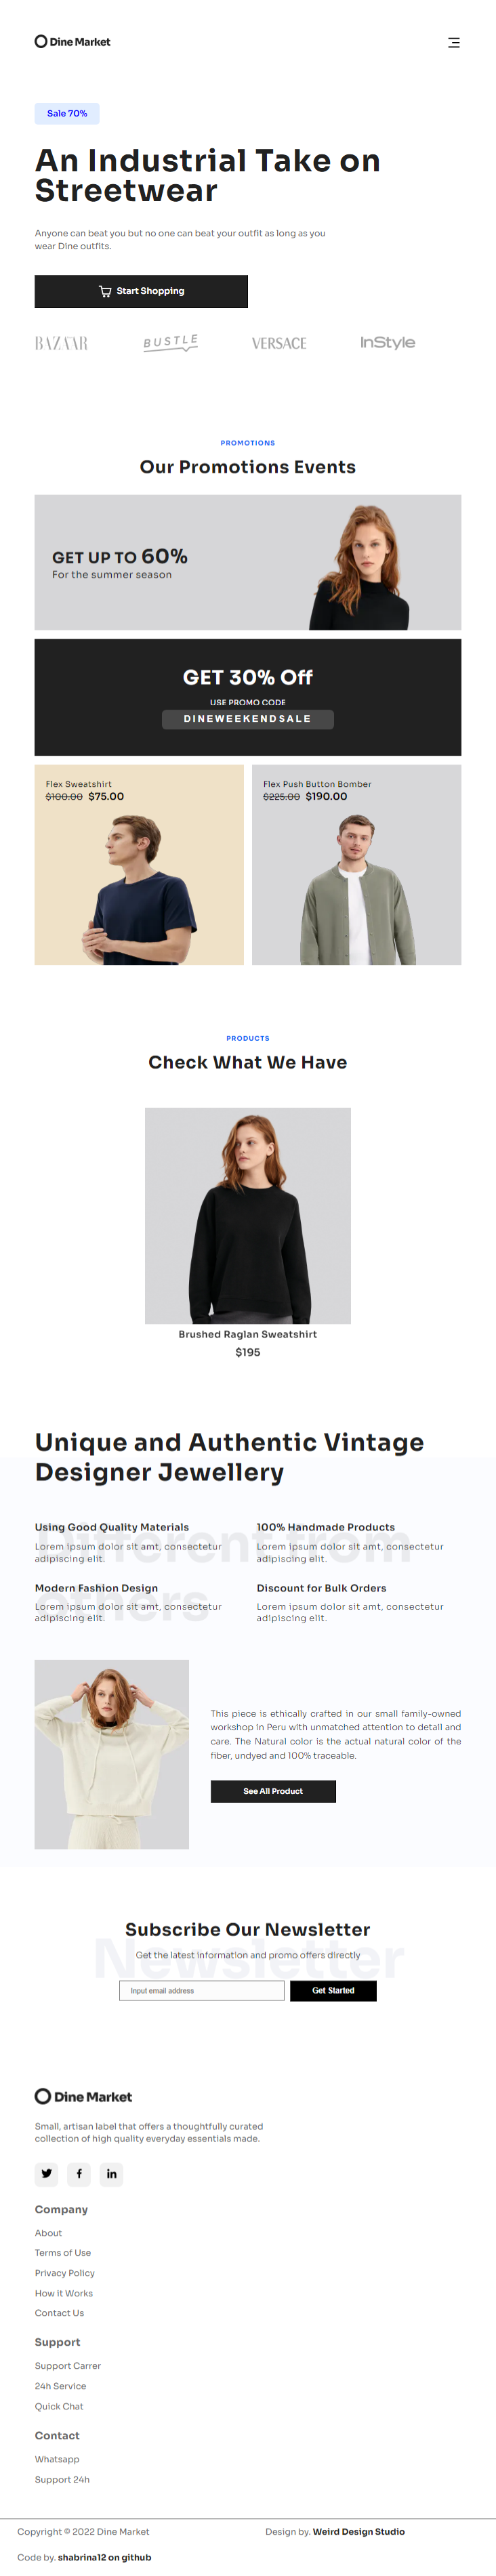 Dine Market
Sale 70%
An Industrial Take on
Streetwear
Anyone can beat you but no one can beat your outfit as long as you
wear Dine outfits.
Start Shopping
BAZAAR BUSTLE VERSACE InStyle
PROMOTIONS
Our Promotions Events
GET UP TO 60%
For the summer season
GET 30% Off
USE PROMO CODE
DINEWEEKENDSALE
Flex Sweatshirt
$100.00 $75.00
Flex Push Button Bomber
$225.00 $190.00
PRODUCTS
Check What We Have
Brushed Raglan Sweatshirt
$195
Unique and Authentic Vintage
Designer Jewellery
Different from
others
Using Good Quality Materials
Lorem ipsum dolor sit amt, consectetur
adipiscing elit.
100% Handmade Products
Lorem ipsum dolor sit amt, consectetur
adipiscing elit.
Modern Fashion Design
Lorem ipsum dolor sit amt, consectetur
adipiscing elit.
Discount for Bulk Orders
Lorem ipsum dolor sit amt, consectetur
adipiscing elit.
This piece is ethically crafted in our small family-owned
workshop in Peru with unmatched attention to detail and
care. The Natural color is the actual natural color of the
fiber, undyed and 100% traceable.
See All Product
Newsletter
Subscribe Our Newsletter
Get the latest information and promo offers directly
Input email address
Get Started
Dine Market
Small, artisan label that offers a thoughtfully curated
collection of high quality everyday essentials made.
Company
About
Terms of Use
Privacy Policy
How it Works
Contact Us
Support
Support Carrer
24h Service
Quick Chat
Contact
Whatsapp
Support 24h
Copyright © 2022 Dine Market
Design by. Weird Design Studio
Code by. shabrina12 on github